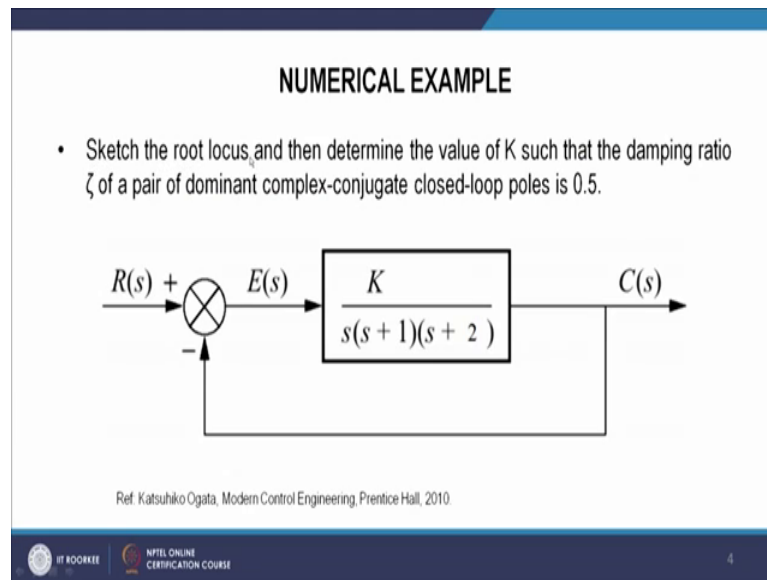 NUMERICAL EXAMPLE
• Sketch the root locus and then determine the value of K such that the damping ratio
ζ of a pair of dominant complex-conjugate closed-loop poles is 0.5.
R(s) + E(s) K C(s)
s(s + 1)(s + 2 )
−
Ref: Katsuhiko Ogata, Modern Control Engineering, Prentice Hall, 2010.
IIT ROORKEE NPTEL ONLINE
CERTIFICATION COURSE
4